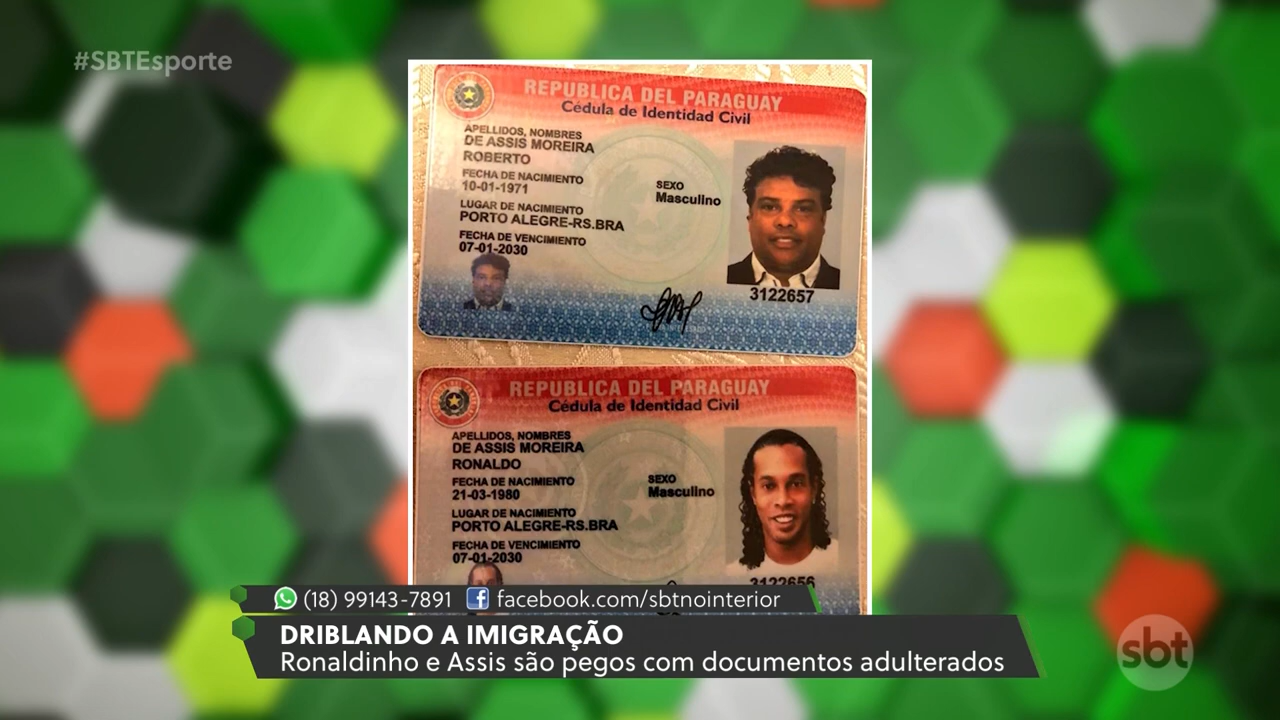 #SBTEsporte
REPUBLICA DEL PARAGUAY
Cédula de Identidad Civil
APELLIDOS, NOMBRES
DE ASSIS MOREIRA
ROBERTO
FECHA DE NACIMIENTO
10-01-1971
SEXO
Masculino
LUGAR DE NACIMIENTO
PORTO ALEGRE-RS.BRA
FECHA DE VENCIMIENTO
07-01-2030
3122657
REPUBLICA DEL PARAGUAY
Cédula de Identidad Civil
APELLIDOS, NOMBRES
DE ASSIS MOREIRA
RONALDO
FECHA DE NACIMIENTO
21-03-1980
SEXO
Masculino
LUGAR DE NACIMIENTO
PORTO ALEGRE-RS.BRA
FECHA DE VENCIMIENTO
07-01-2030
3122656
(18) 99143-7891 facebook.com/sbtnointerior
DRIBLANDO A IMIGRAÇÃO
Ronaldinho e Assis são pegos com documentos adulterados
sbt